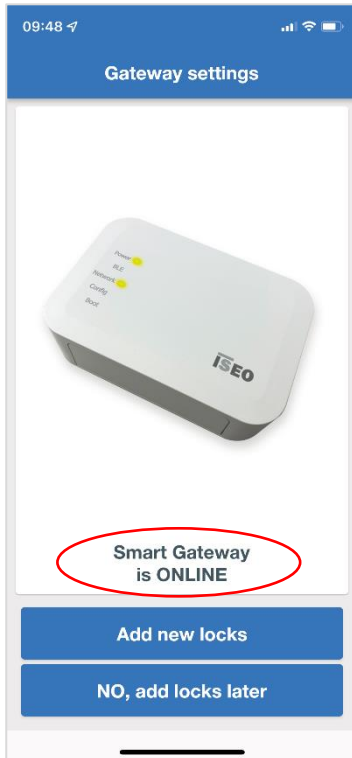 09:48
Gateway settings
Power
BLE
Network
Config
Boot
ISEO
Smart Gateway
is ONLINE
Add new locks
NO, add locks later